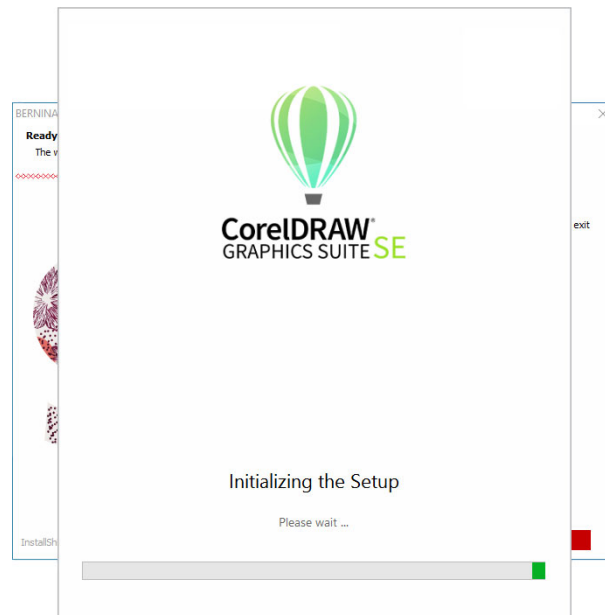 BERNINA
Ready
The
exit
CorelDRAW®
GRAPHICS SUITE SE
Initializing the Setup
Please wait ...
InstallSh